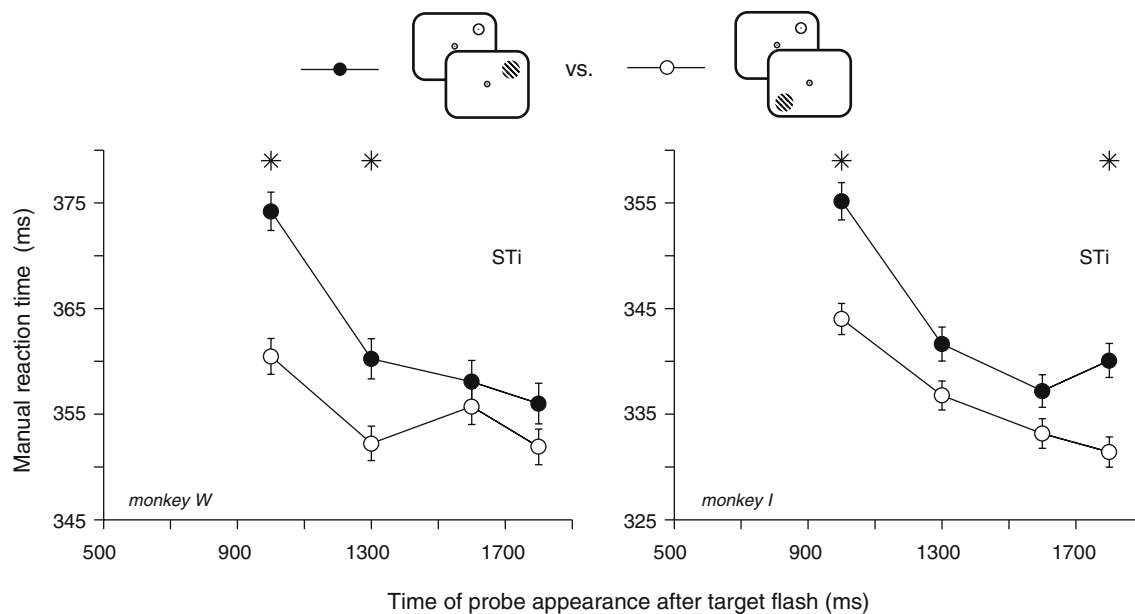 vs.
Manual reaction time (ms)
375
365
355
345
STi
monkey W
500
900
1300
1700
355
345
335
325
STi
monkey I
500
900
1300
1700
Time of probe appearance after target flash (ms)